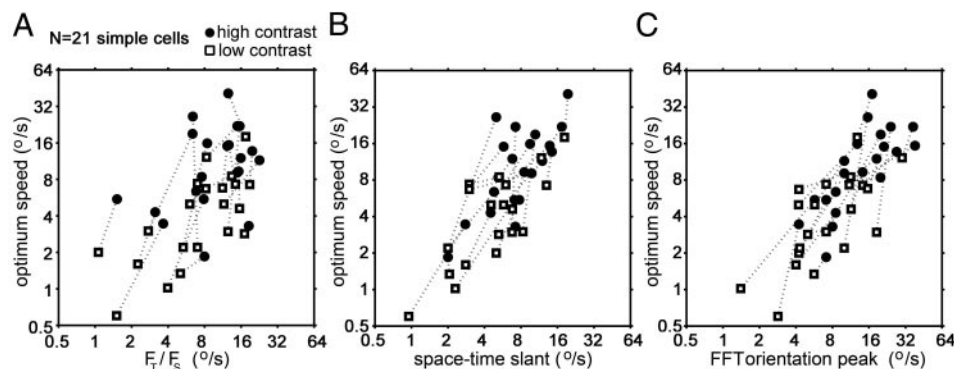 A
N=21 simple cells
high contrast
low contrast
B
C
64
32
16
8
4
2
1
0.5
optimum speed (°/s)
0.5 1 2 4 8 16 32 64
F_T/F_S (°/s)
64
32
16
8
4
2
1
0.5
optimum speed (°/s)
0.5 1 2 4 8 16 32 64
space-time slant (°/s)
64
32
16
8
4
2
1
0.5
optimum speed (°/s)
0.5 1 2 4 8 16 32 64
FFTorientation peak (°/s)